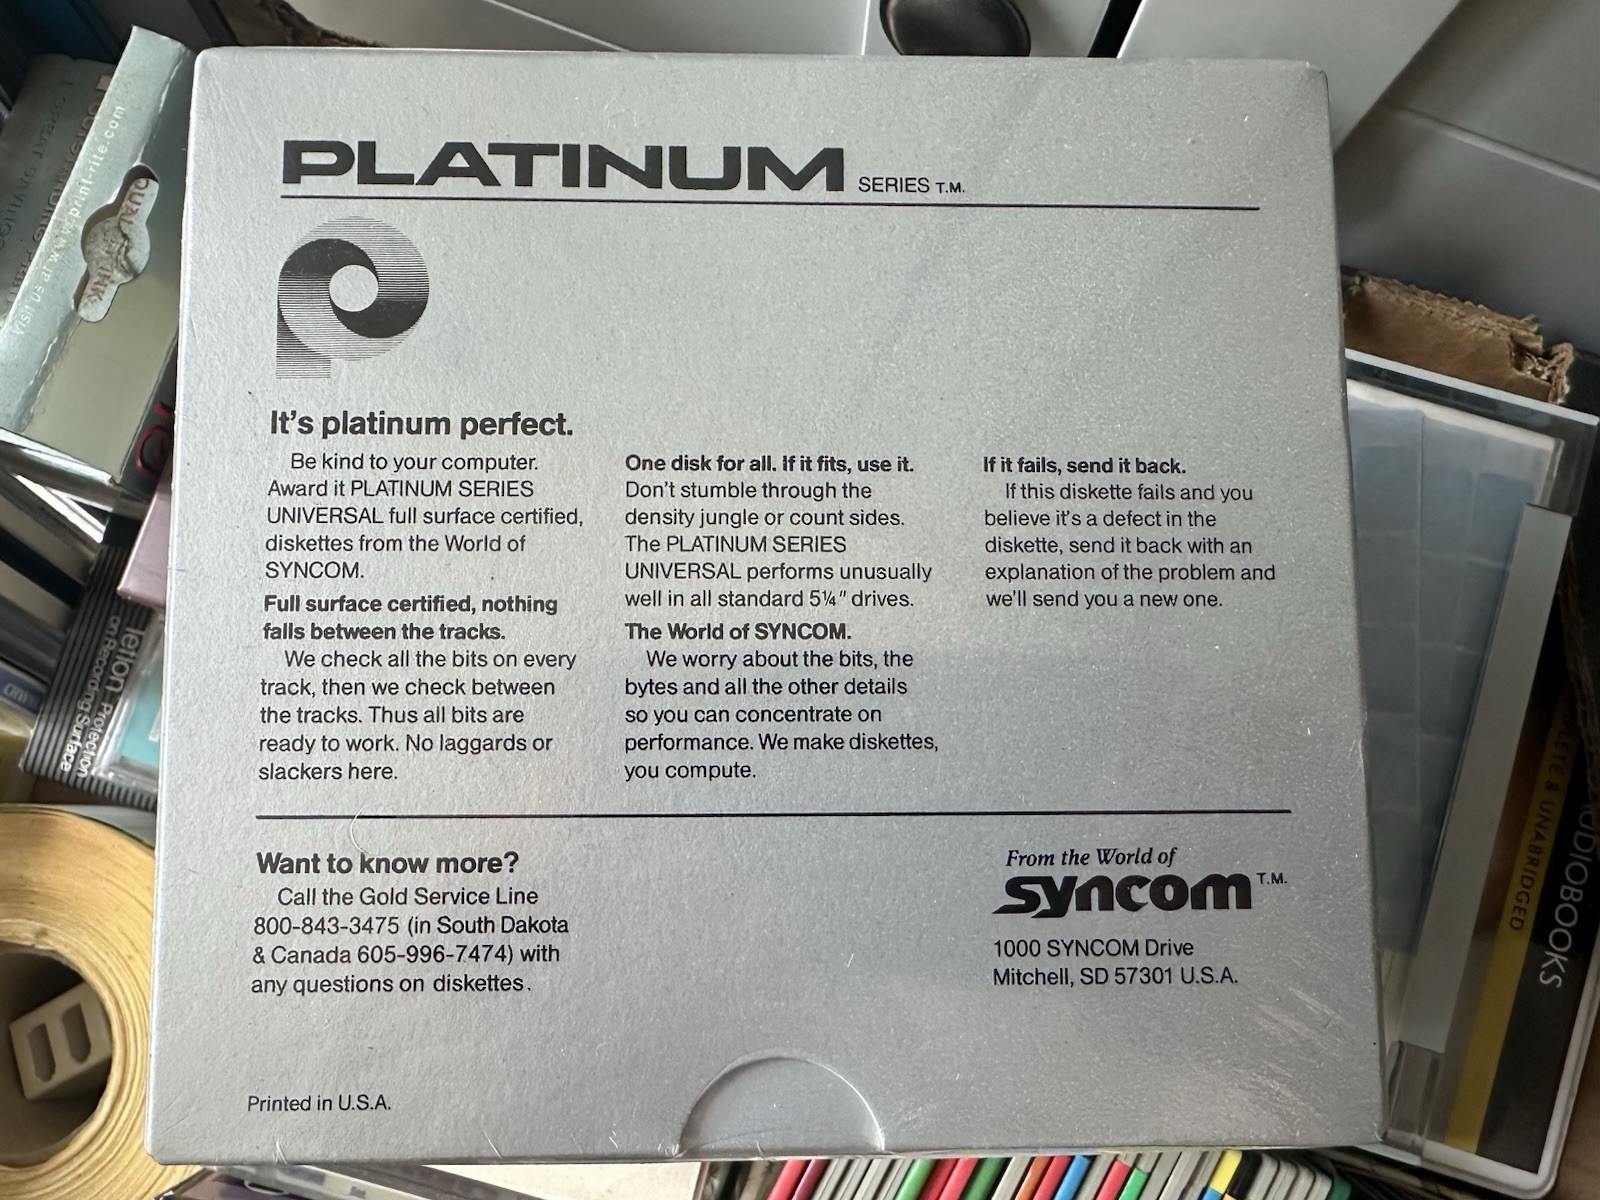 PLATINUM SERIES T.M.
It's platinum perfect.
Be kind to your computer.
Award it PLATINUM SERIES
UNIVERSAL full surface certified,
diskettes from the World of
SYNCOM.
Full surface certified, nothing
falls between the tracks.
We check all the bits on every
track, then we check between
the tracks. Thus all bits are
ready to work. No laggards or
slackers here.
One disk for all. If it fits, use it.
Don't stumble through the
density jungle or count sides.
The PLATINUM SERIES
UNIVERSAL performs unusually
well in all standard 5¼" drives.
The World of SYNCOM.
We worry about the bits, the
bytes and all the other details
so you can concentrate on
performance. We make diskettes,
you compute.
If it fails, send it back.
If this diskette fails and you
believe it's a defect in the
diskette, send it back with an
explanation of the problem and
we'll send you a new one.
Want to know more?
Call the Gold Service Line
800-843-3475 (in South Dakota
& Canada 605-996-7474) with
any questions on diskettes.
From the World of
syncom T.M.
1000 SYNCOM Drive
Mitchell, SD 57301 U.S.A.
Printed in U.S.A.
Visit us at www.print-rite.com
Protection
on Recording Surface
& UNABRIDGED